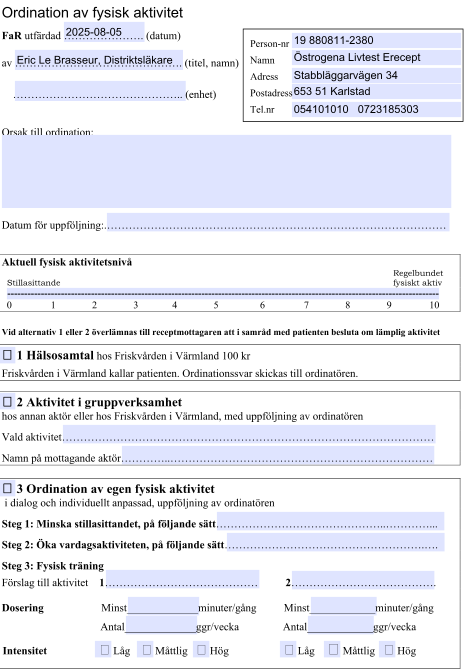 Ordination av fysisk aktivitet
FaR utfärdad 2025-08-05 (datum)
av Eric Le Brasseur, Distriktsläkare (titel, namn)
(enhet)
Person-nr 19 880811-2380
Namn Östrogena Livtest Erecept
Adress Stabbläggarvägen 34
Postadress 653 51 Karlstad
Tel.nr 054101010 0723185303
Orsak till ordination:
Datum för uppföljning:
Aktuell fysisk aktivitetsnivå
Stillasittande Regelbundet fysiskt aktiv
0 1 2 3 4 5 6 7 8 9 10
Vid alternativ 1 eller 2 överlämnas till receptmottagaren att i samråd med patienten besluta om lämplig aktivitet
1 Hälsosamtal hos Friskvården i Värmland 100 kr
Friskvården i Värmland kallar patienten. Ordinationssvar skickas till ordinatören.
2 Aktivitet i gruppverksamhet
hos annan aktör eller hos Friskvården i Värmland, med uppföljning av ordinatören
Vald aktivitet
Namn på mottagande aktör
3 Ordination av egen fysisk aktivitet
i dialog och individuellt anpassad, uppföljning av ordinatören
Steg 1: Minska stillasittandet, på följande sätt
Steg 2: Öka vardagsaktiviteten, på följande sätt
Steg 3: Fysisk träning
Förslag till aktivitet 1 2
Dosering Minst minuter/gång Minst minuter/gång
Antal ggr/vecka Antal ggr/vecka
Intensitet Låg Måttlig Hög Låg Måttlig Hög